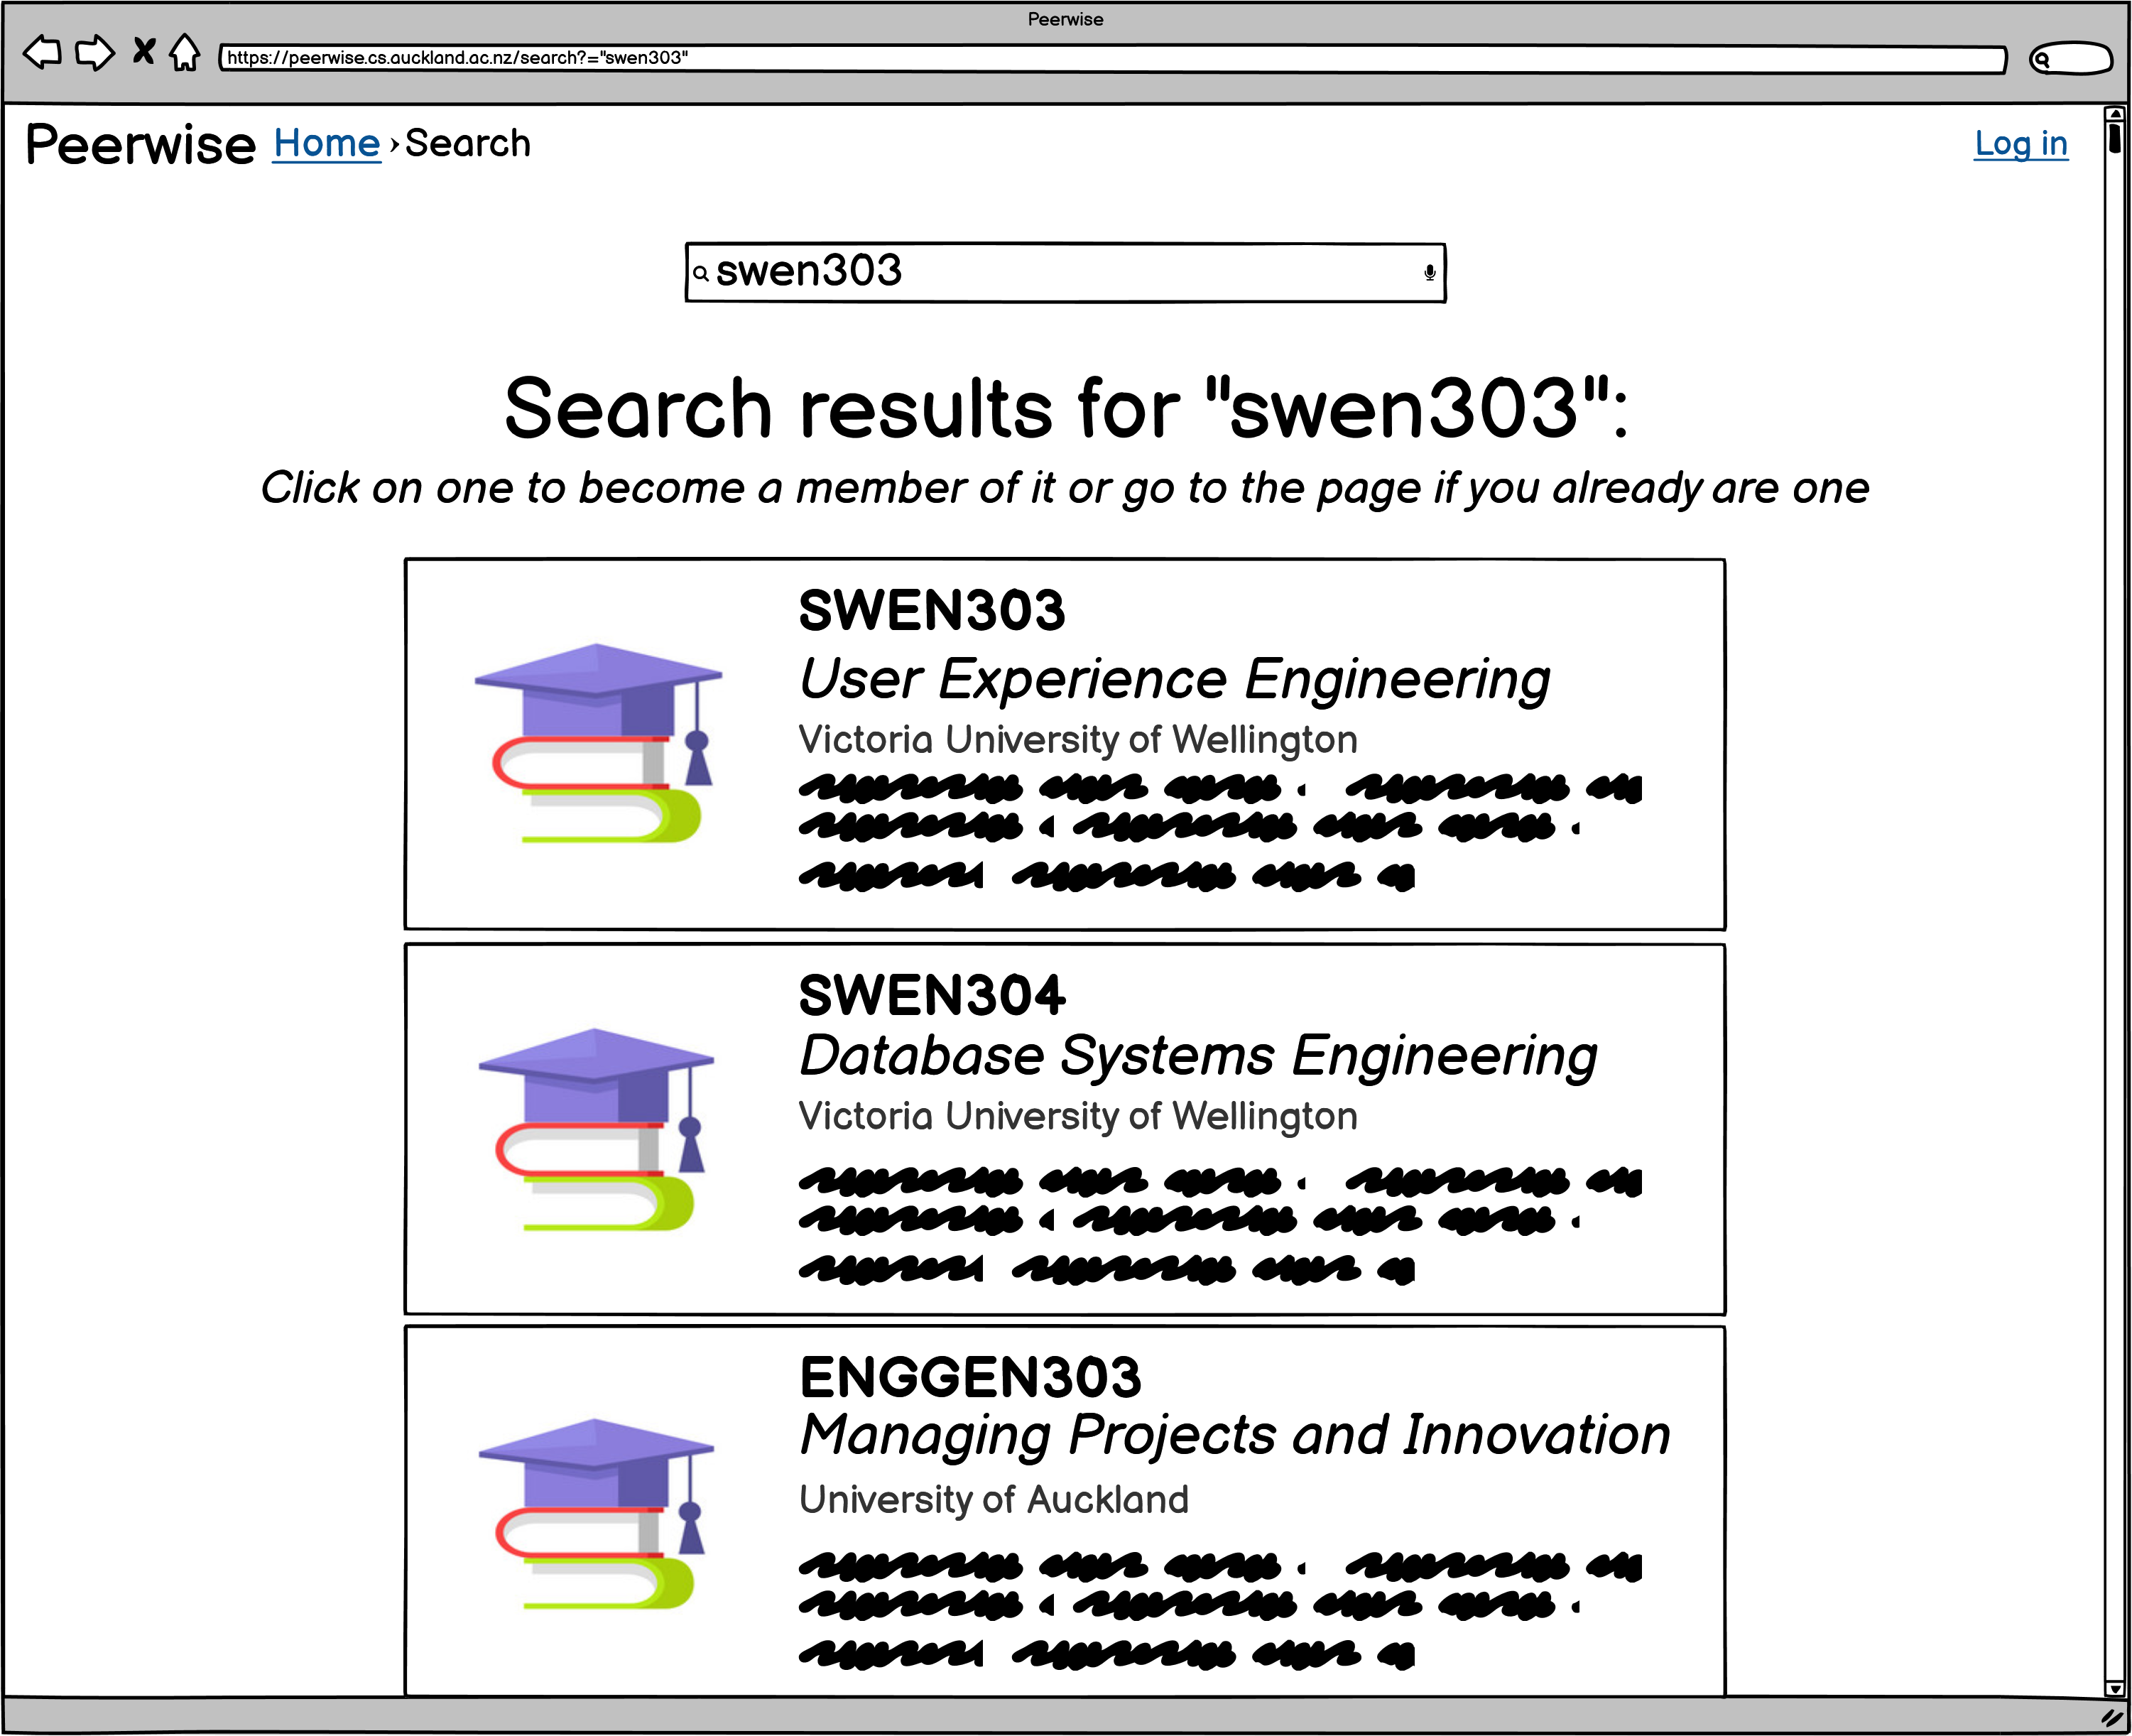 Peerwise
https://peerwise.cs.auckland.ac.nz/search?="swen303"
Peerwise Home › Search
Log in
swen303
Search results for "swen303":
Click on one to become a member of it or go to the page if you already are one
SWEN303
User Experience Engineering
Victoria University of Wellington
SWEN304
Database Systems Engineering
Victoria University of Wellington
ENGGEN303
Managing Projects and Innovation
University of Auckland